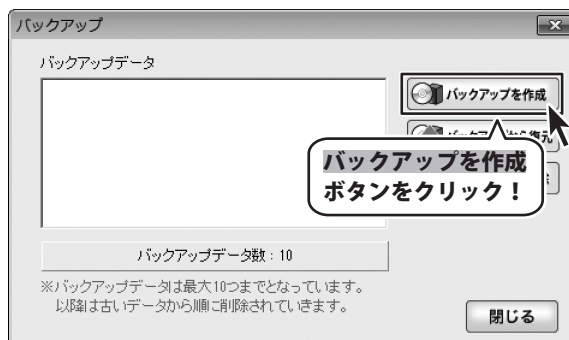 バックアップ
バックアップデータ
バックアップを作成
バックアップを作成
ボタンをクリック！
バックアップデータ数：10
※バックアップデータは最大10つまでとなっています。
以降は古いデータから順に削除されていきます。
閉じる